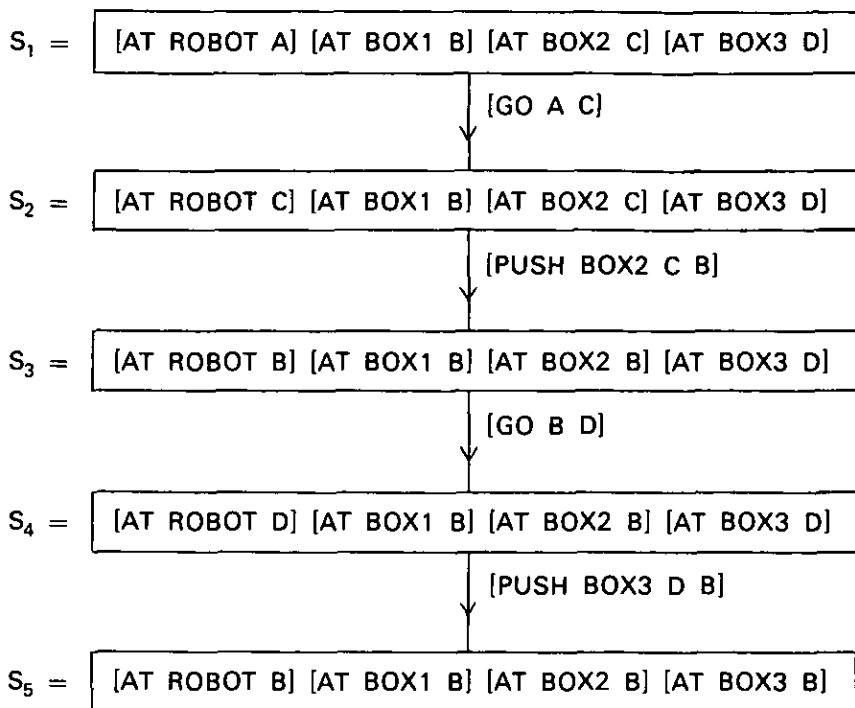 S₁ = [AT ROBOT A] [AT BOX1 B] [AT BOX2 C] [AT BOX3 D]
[GO A C]
S₂ = [AT ROBOT C] [AT BOX1 B] [AT BOX2 C] [AT BOX3 D]
[PUSH BOX2 C B]
S₃ = [AT ROBOT B] [AT BOX1 B] [AT BOX2 B] [AT BOX3 D]
[GO B D]
S₄ = [AT ROBOT D] [AT BOX1 B] [AT BOX2 B] [AT BOX3 D]
[PUSH BOX3 D B]
S₅ = [AT ROBOT B] [AT BOX1 B] [AT BOX2 B] [AT BOX3 B]